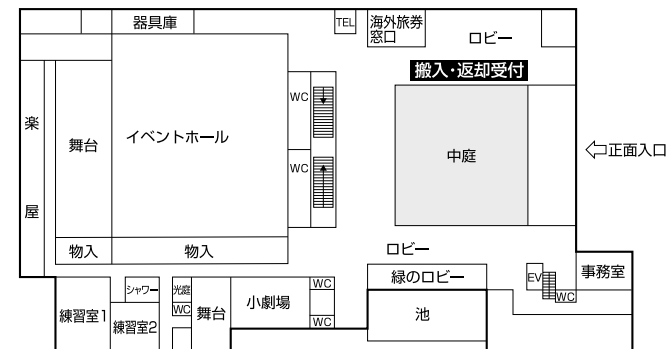 器具庫
TEL
海外旅券
窓口
ロビー
搬入・返却受付
WC
楽
屋
舞台
イベントホール
中庭
正面入口
WC
物入
物入
ロビー
緑のロビー
EV
事務室
WC
シャワー
光庭
WC
練習室1
練習室2
舞台
小劇場
WC
WC
池